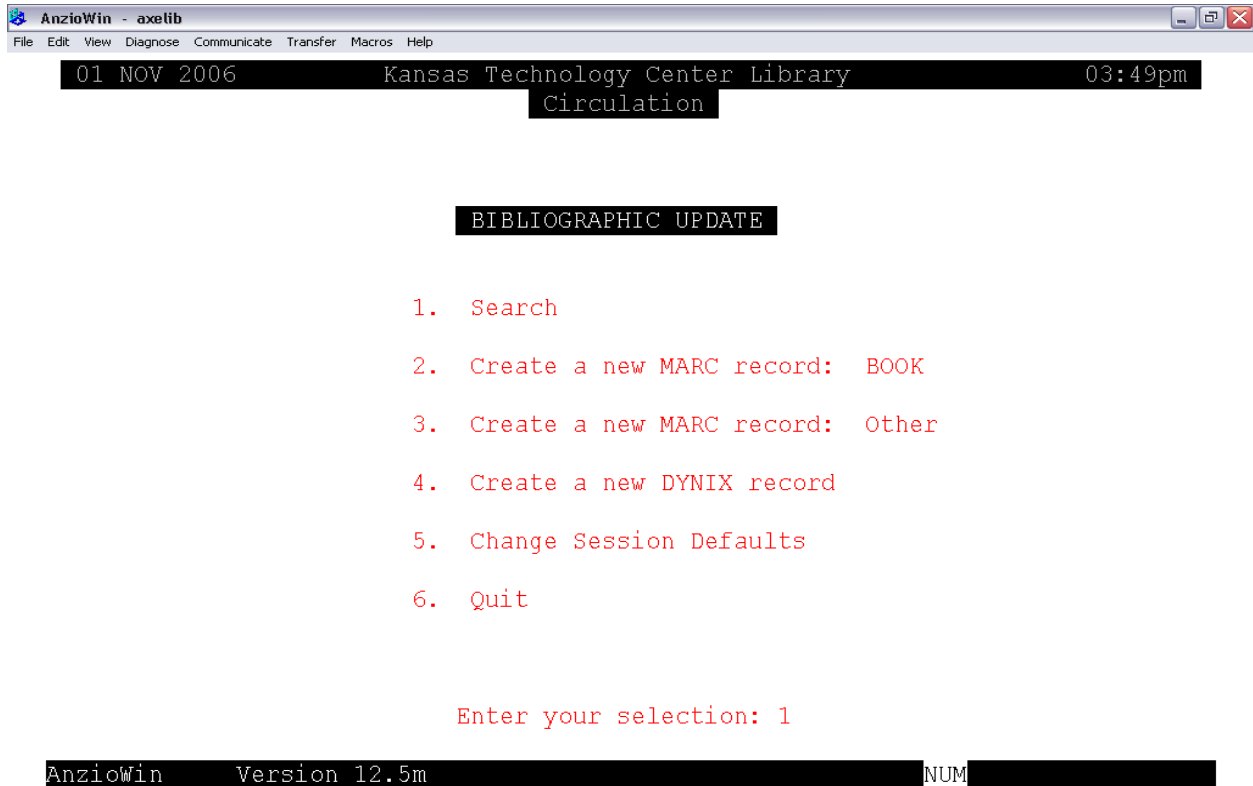 AnzioWin - axelib
File Edit View Diagnose Communicate Transfer Macros Help
01 NOV 2006 Kansas Technology Center Library 03:49pm
Circulation
BIBLIOGRAPHIC UPDATE
1. Search
2. Create a new MARC record: BOOK
3. Create a new MARC record: Other
4. Create a new DYNIX record
5. Change Session Defaults
6. Quit
Enter your selection: 1
AnzioWin Version 12.5m NUM